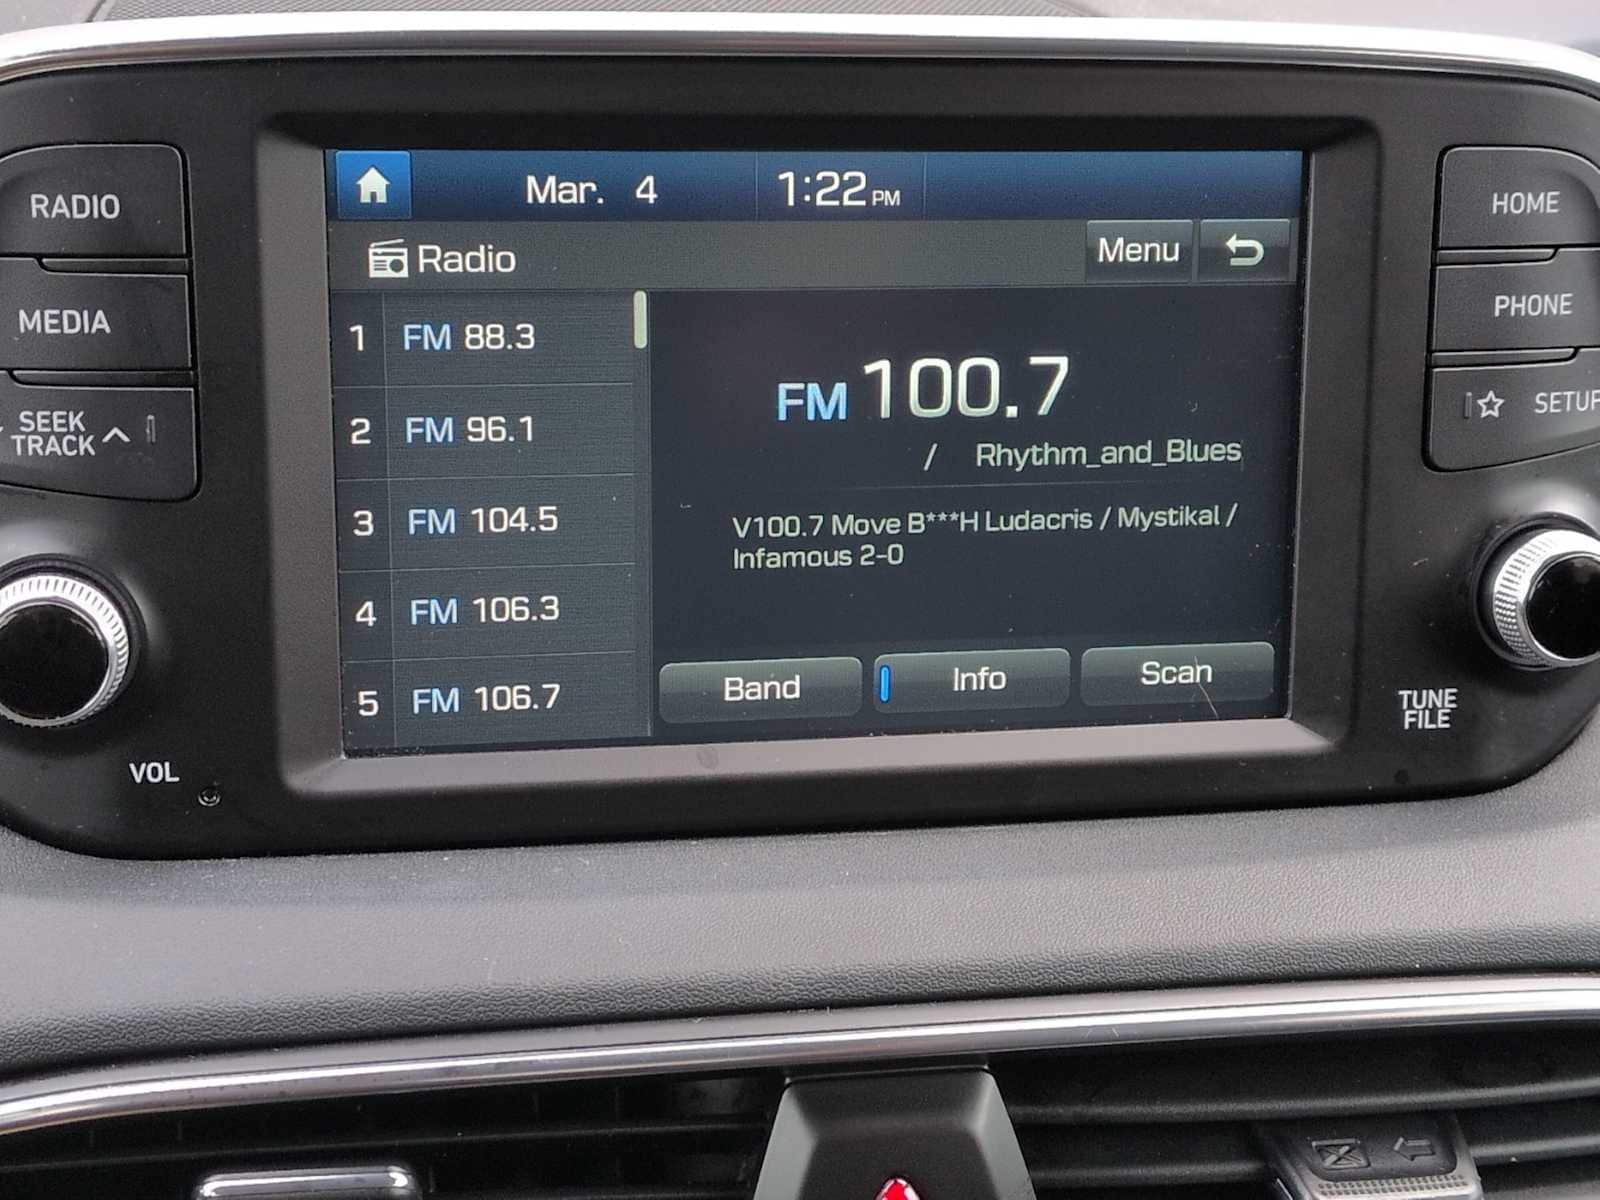 Mar. 4 1:22 PM
Radio Menu
RADIO
MEDIA
SEEK
TRACK
VOL
1 FM 88.3
2 FM 96.1
3 FM 104.5
4 FM 106.3
5 FM 106.7
FM 100.7
/ Rhythm_and_Blues
V100.7 Move B***H Ludacris / Mystikal /
Infamous 2-0
Band Info Scan
HOME
PHONE
SETUP
TUNE
FILE